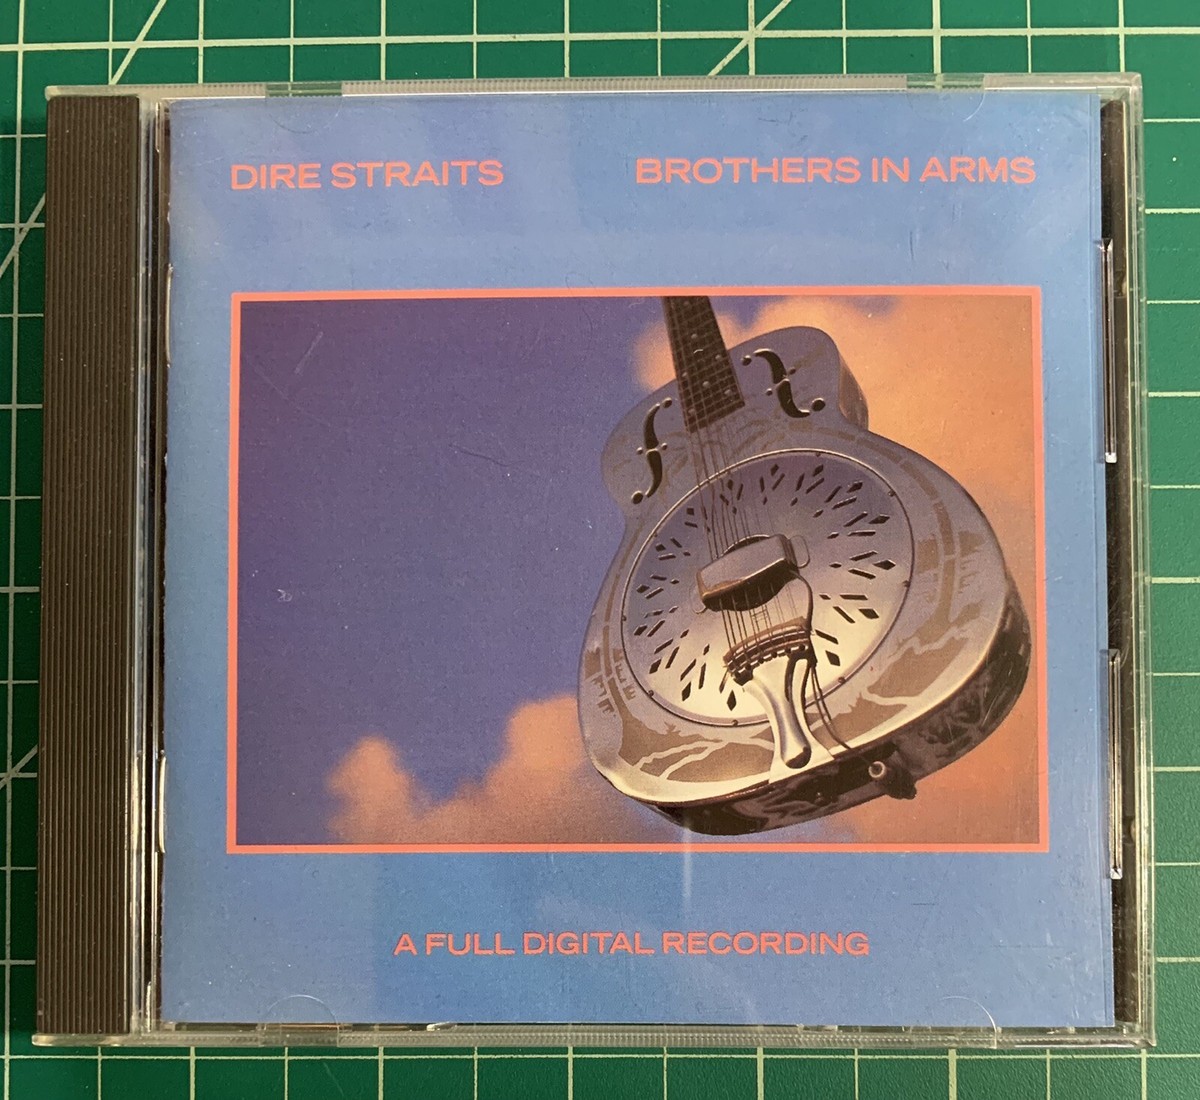 DIRE STRAITS BROTHERS IN ARMS
A FULL DIGITAL RECORDING